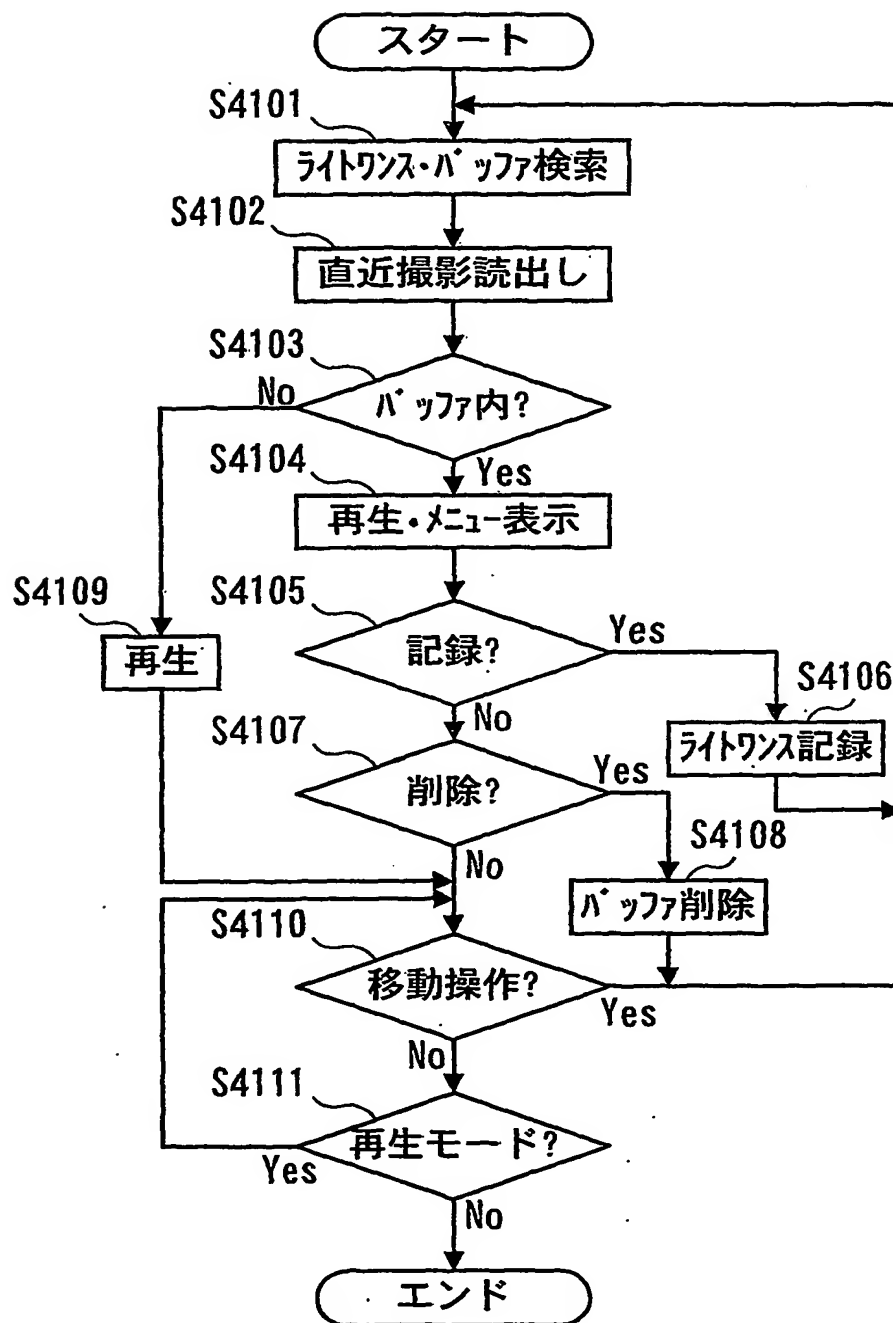 スタート
S4101
ﾗｲﾄﾜﾝｽ・ﾊﾞｯﾌｧ検索
S4102
直近撮影読出し
S4103
No
ﾊﾞｯﾌｧ内?
S4104
Yes
再生・ﾒﾆｭｰ表示
S4109
S4105
Yes
再生
記録?
S4106
No
S4107
Yes
ﾗｲﾄﾜﾝｽ記録
削除?
S4108
No
ﾊﾞｯﾌｧ削除
S4110
移動操作?
Yes
No
S4111
再生モード?
Yes
No
エンド